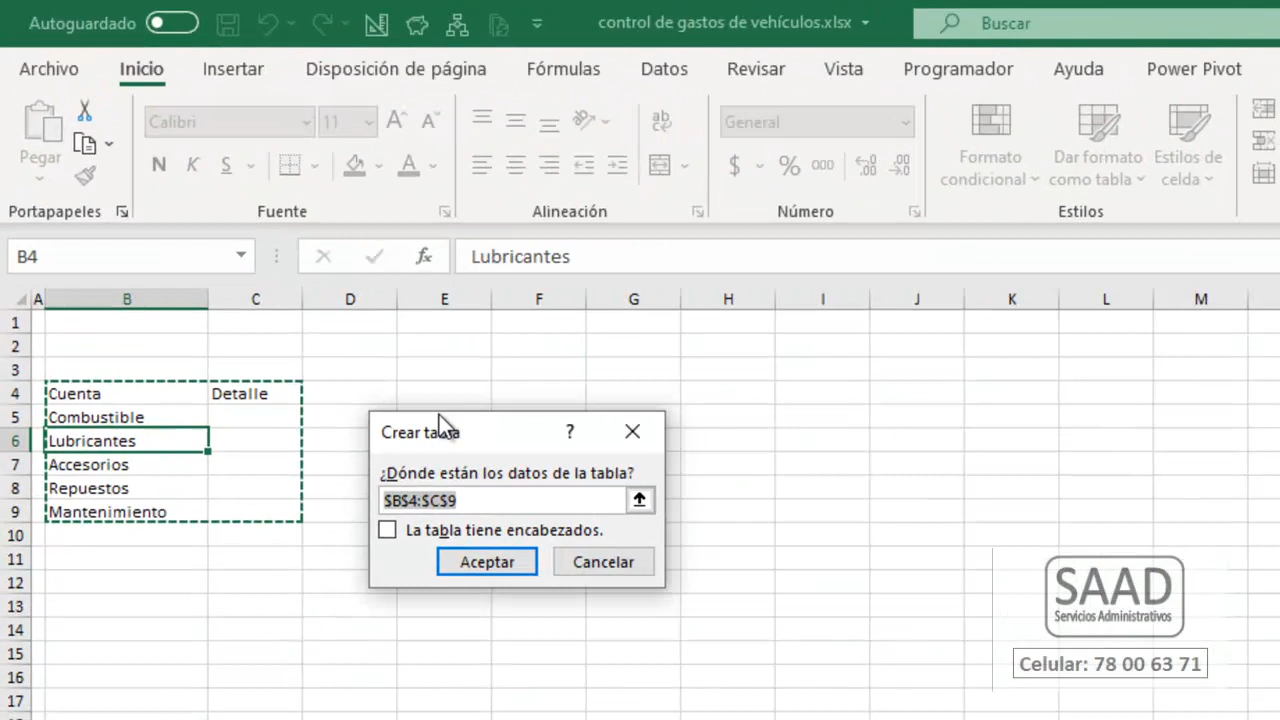 Autoguardado
control de gastos de vehículos.xlsx
Buscar
Archivo Inicio Insertar Disposición de página Fórmulas Datos Revisar Vista Programador Ayuda Power Pivot
Pegar
Calibri 11
General
N K S
$ % 000
Formato condicional
Dar formato como tabla
Estilos de celda
Portapapeles Fuente Alineación Número Estilos
B4 fx Lubricantes
A B C D E F G H I J K L M
1
2
3
4 Cuenta Detalle
5 Combustible
6 Lubricantes
7 Accesorios
8 Repuestos
9 Mantenimiento
10
11
12
13
14
15
16
17
Crear tabla ?
¿Dónde están los datos de la tabla?
$B$4:$C$9
La tabla tiene encabezados.
Aceptar Cancelar
SAAD
Servicios Administrativos
Celular: 78 00 63 71